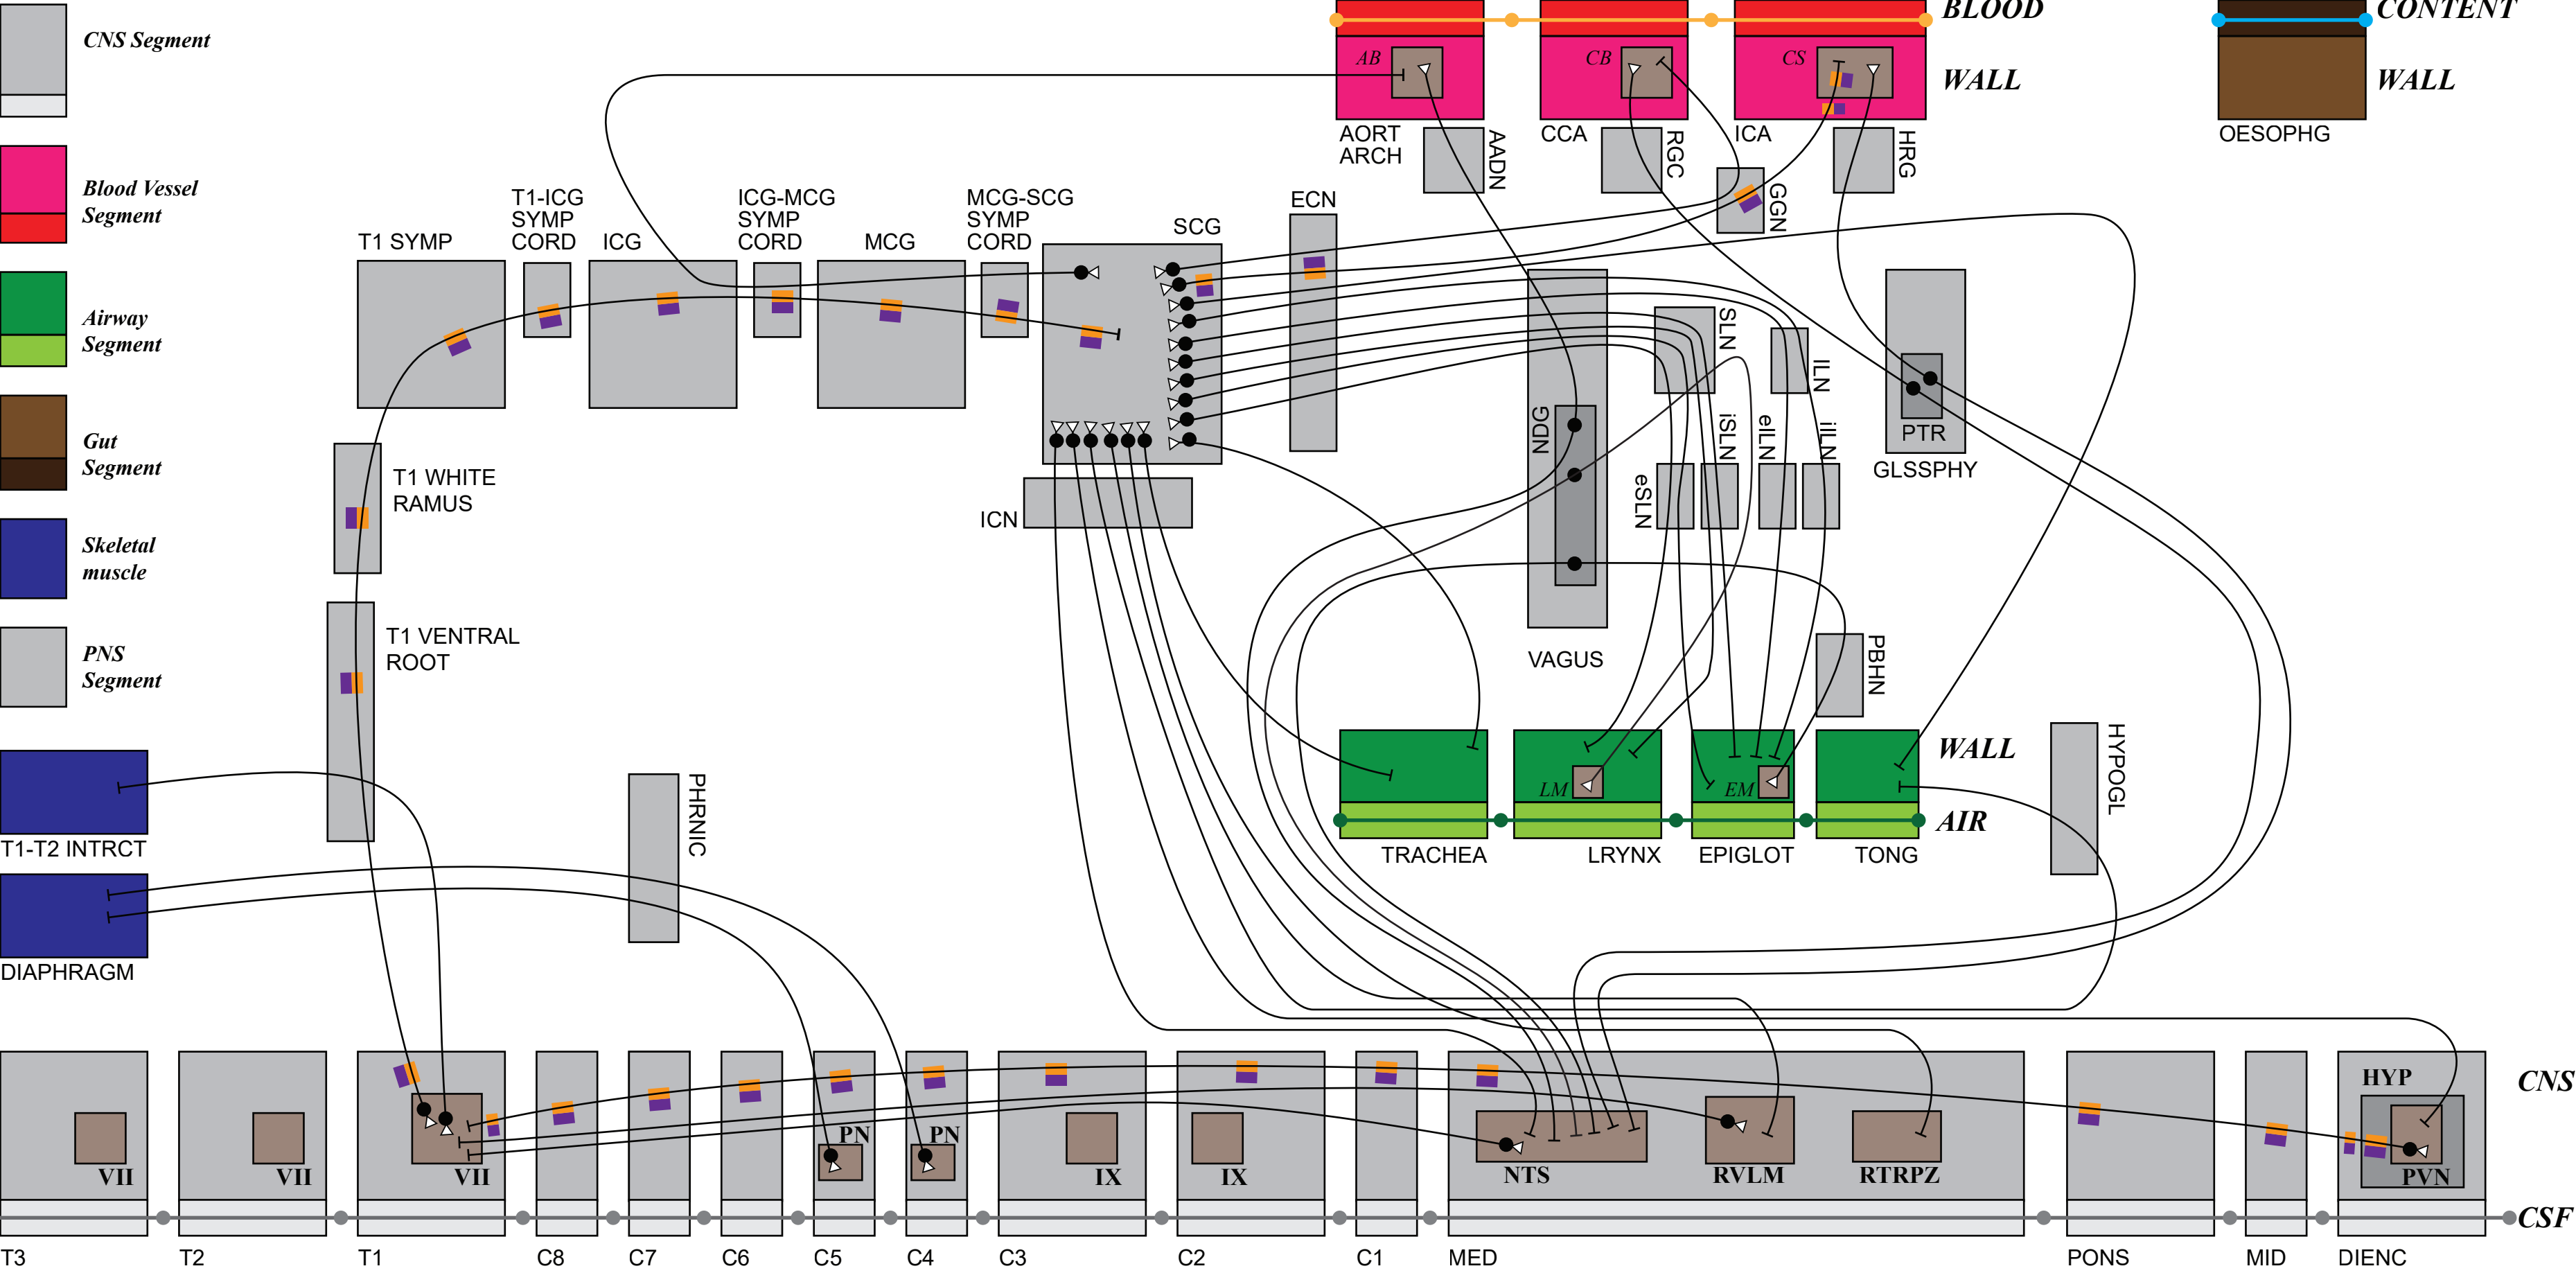 CNS Segment
Blood Vessel
Segment
Airway
Segment
Gut
Segment
Skeletal
muscle
PNS
Segment
T1-T2 INTRCT
DIAPHRAGM
BLOOD
WALL
CONTENT
WALL
AB
CB
CS
AORT
ARCH
AADN
CCA
RGC
ICA
HRG
OESOPHG
GGN
T1 SYMP
T1-ICG
SYMP
CORD
ICG
ICG-MCG
SYMP
CORD
MCG
MCG-SCG
SYMP
CORD
SCG
ECN
ICN
T1 WHITE
RAMUS
T1 VENTRAL
ROOT
PHRNIC
NDG
VAGUS
SLN
ILN
eSLN
iSLN
eILN
iILN
PTR
GLSSPHY
PBHN
HYPOGL
LM
EM
WALL
AIR
TRACHEA
LRYNX
EPIGLOT
TONG
VII
VII
VII
PN
PN
IX
IX
NTS
RVLM
RTRPZ
HYP
PVN
CNS
CSF
T3
T2
T1
C8
C7
C6
C5
C4
C3
C2
C1
MED
PONS
MID
DIENC